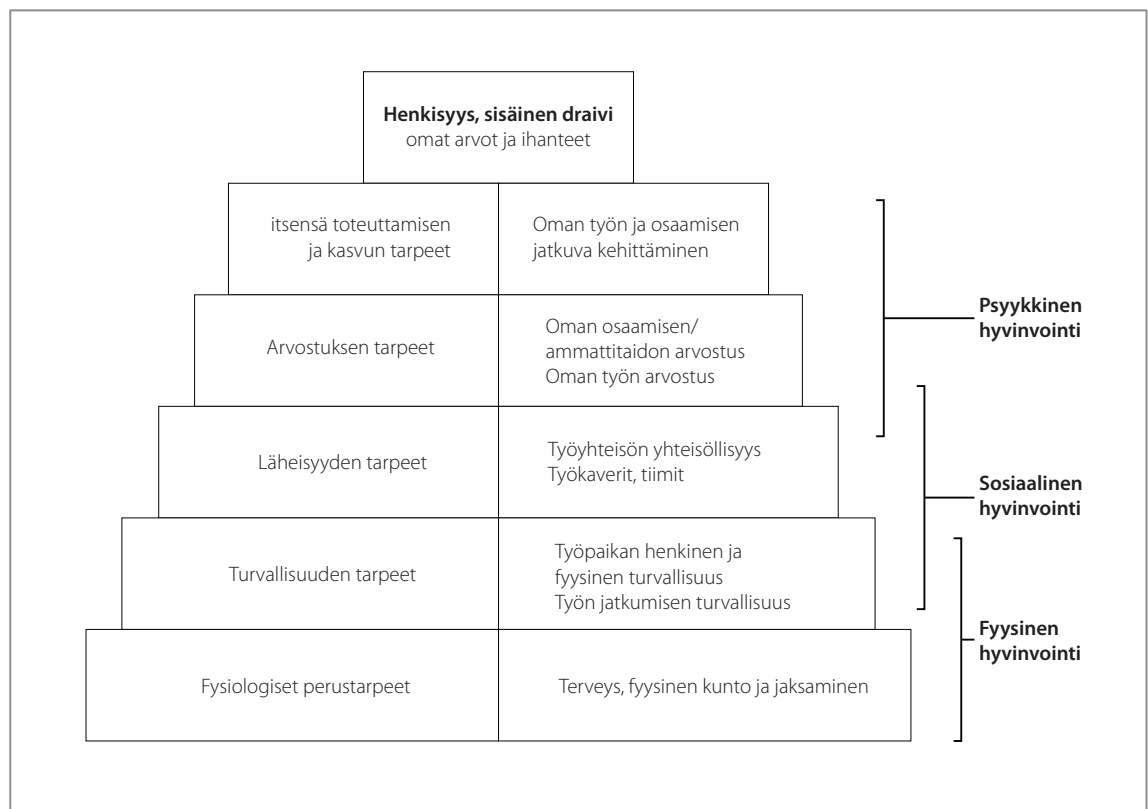 Henkisyys, sisäinen draivi
omat arvot ja ihanteet
itsensä toteuttamisen
ja kasvun tarpeet
Oman työn ja osaamisen
jatkuva kehittäminen
Arvostuksen tarpeet
Oman osaamisen/
ammattitaidon arvostus
Oman työn arvostus
Psyykkinen
hyvinvointi
Läheisyyden tarpeet
Työyhteisön yhteisöllisyys
Työkaverit, tiimit
Sosiaalinen
hyvinvointi
Turvallisuuden tarpeet
Työpaikan henkinen ja
fyysinen turvallisuus
Työn jatkumisen turvallisuus
Fyysinen
hyvinvointi
Fysiologiset perustarpeet
Terveys, fyysinen kunto ja jaksaminen